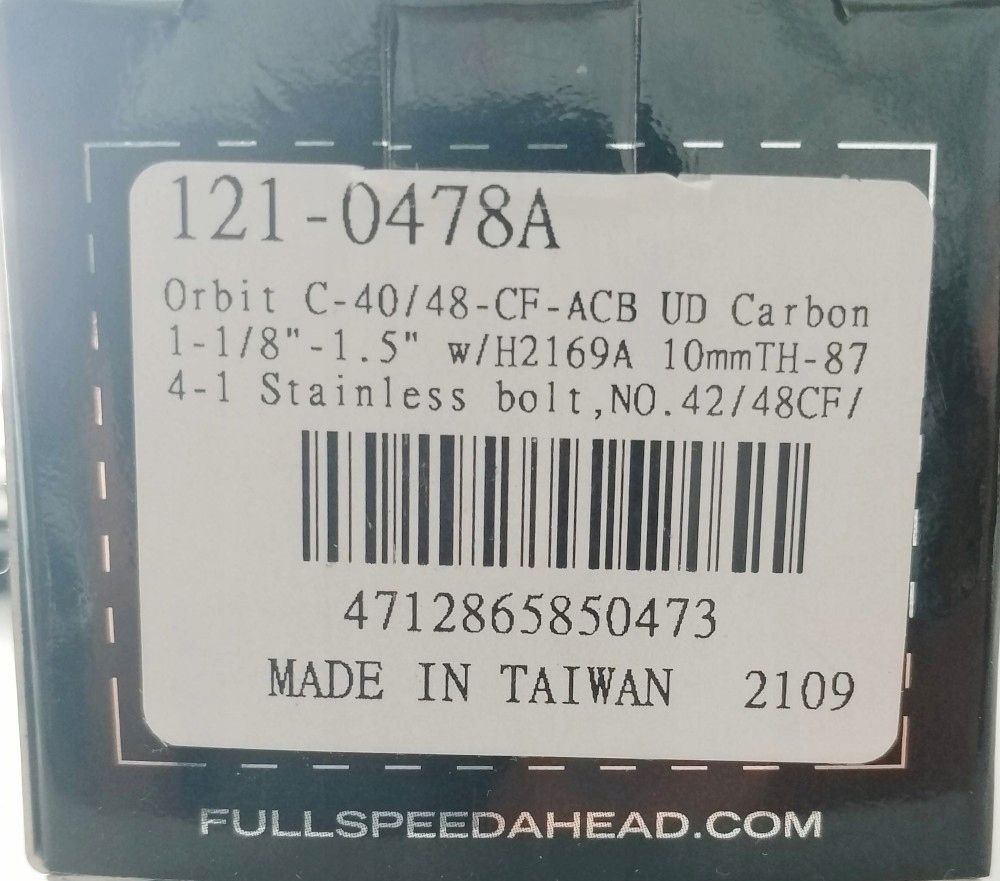 121-0478A
Orbit C-40/48-CF-ACB UD Carbon
1-1/8"-1.5" w/H2169A 10mmTH-87
4-1 Stainless bolt,NO.42/48CF/
4712865850473
MADE IN TAIWAN 2109
FULLSPEEDAHEAD.COM